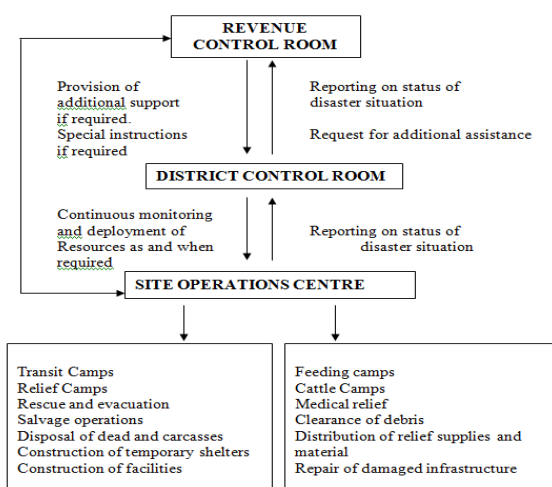 REVENUE
CONTROL ROOM
Provision of
additional support
if required.
Special instructions
if required
Reporting on status of
disaster situation
Request for additional assistance
DISTRICT CONTROL ROOM
Continuous monitoring
and deployment of
Resources as and when
required
Reporting on status of
disaster situation
SITE OPERATIONS CENTRE
Transit Camps
Relief Camps
Rescue and evacuation
Salvage operations
Disposal of dead and carcasses
Construction of temporary shelters
Construction of facilities
Feeding camps
Cattle Camps
Medical relief
Clearance of debris
Distribution of relief supplies and
material
Repair of damaged infrastructure